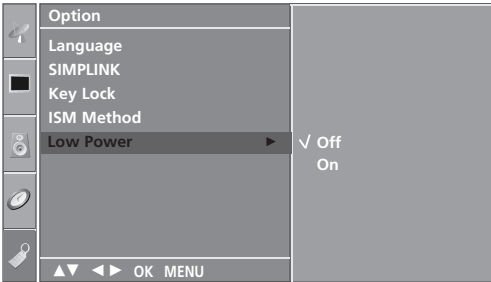 Option
Language
SIMPLINK
Key Lock
ISM Method
Low Power ► √ Off
On
▲▼ ◄► OK MENU